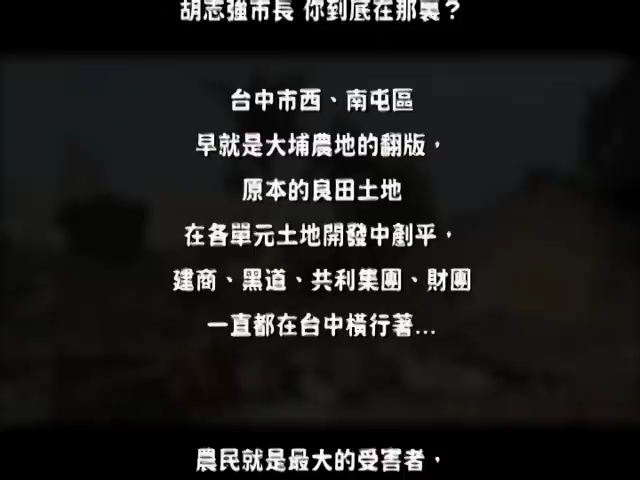 胡志強市長 你到底在那裏？
台中市西、南屯區
早就是大埔農地的翻版，
原本的良田土地
在各單元土地開發中剷平，
建商、黑道、共利集團、財團
一直都在台中橫行著...
農民就是最大的受害者，